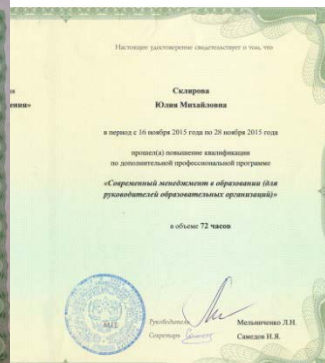 Настоящее удостоверение свидетельствует о том, что
Склярова
Юлия Михайловна
ения»
в период с 16 ноября 2015 года по 28 ноября 2015 года
прошел(а) повышение квалификации
по дополнительной профессиональной программе
«Современный менеджмент в образовании (для
руководителей образовательных организаций)»
в объеме 72 часов
М.П.
Руководитель Мельниченко Л.Н.
Секретарь Самедов Н.Я.